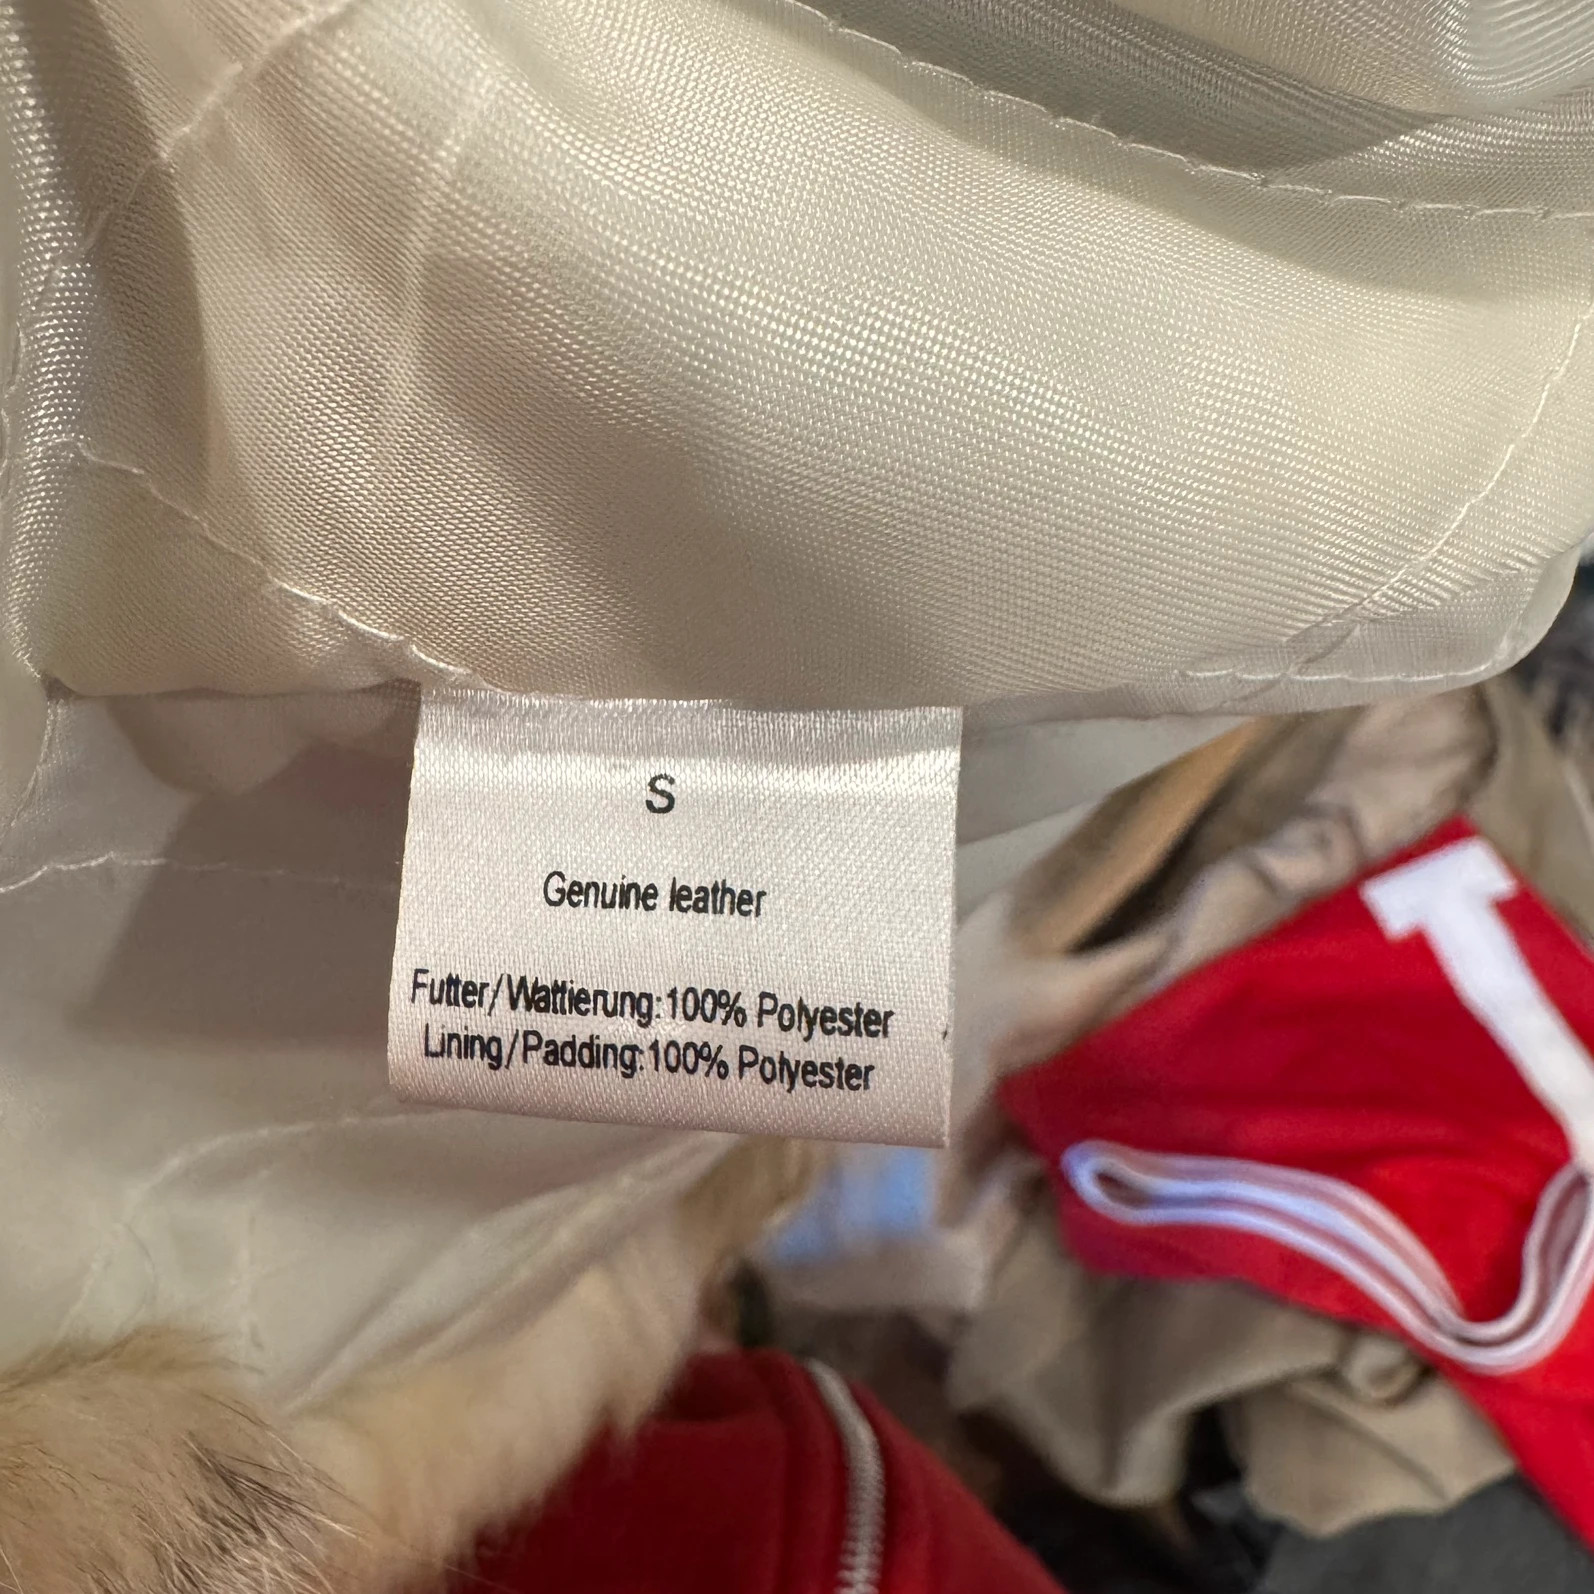 S
Genuine leather
Futter/Wattierung:100% Polyester
Lining/Padding:100% Polyester